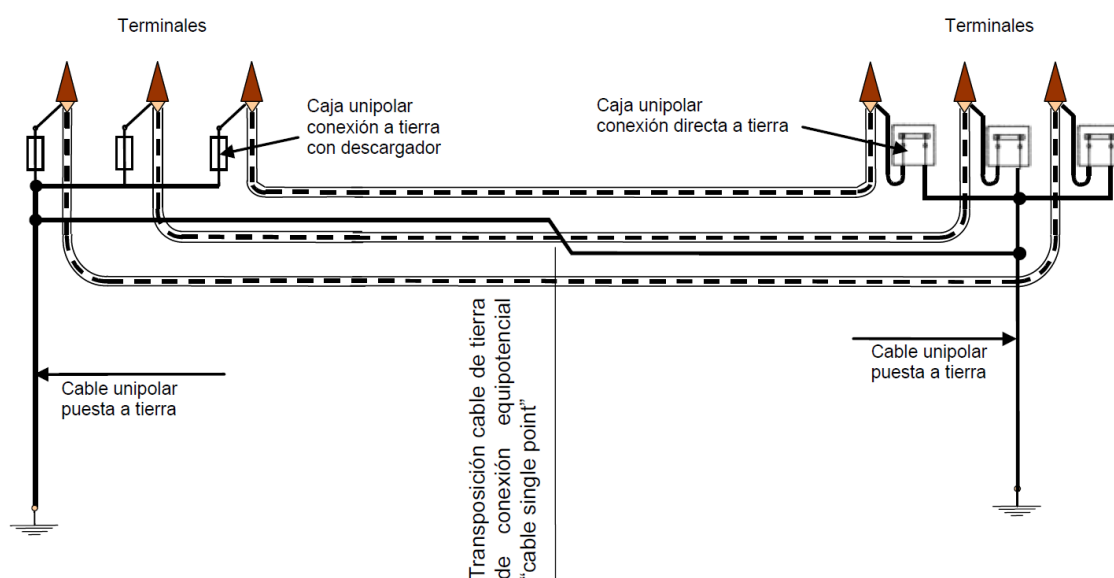 Terminales
Terminales
Caja unipolar
conexión a tierra
con descargador
Caja unipolar
conexión directa a tierra
Cable unipolar
puesta a tierra
Cable unipolar
puesta a tierra
Transposición cable de tierra
de conexión equipotencial
“cable single point”